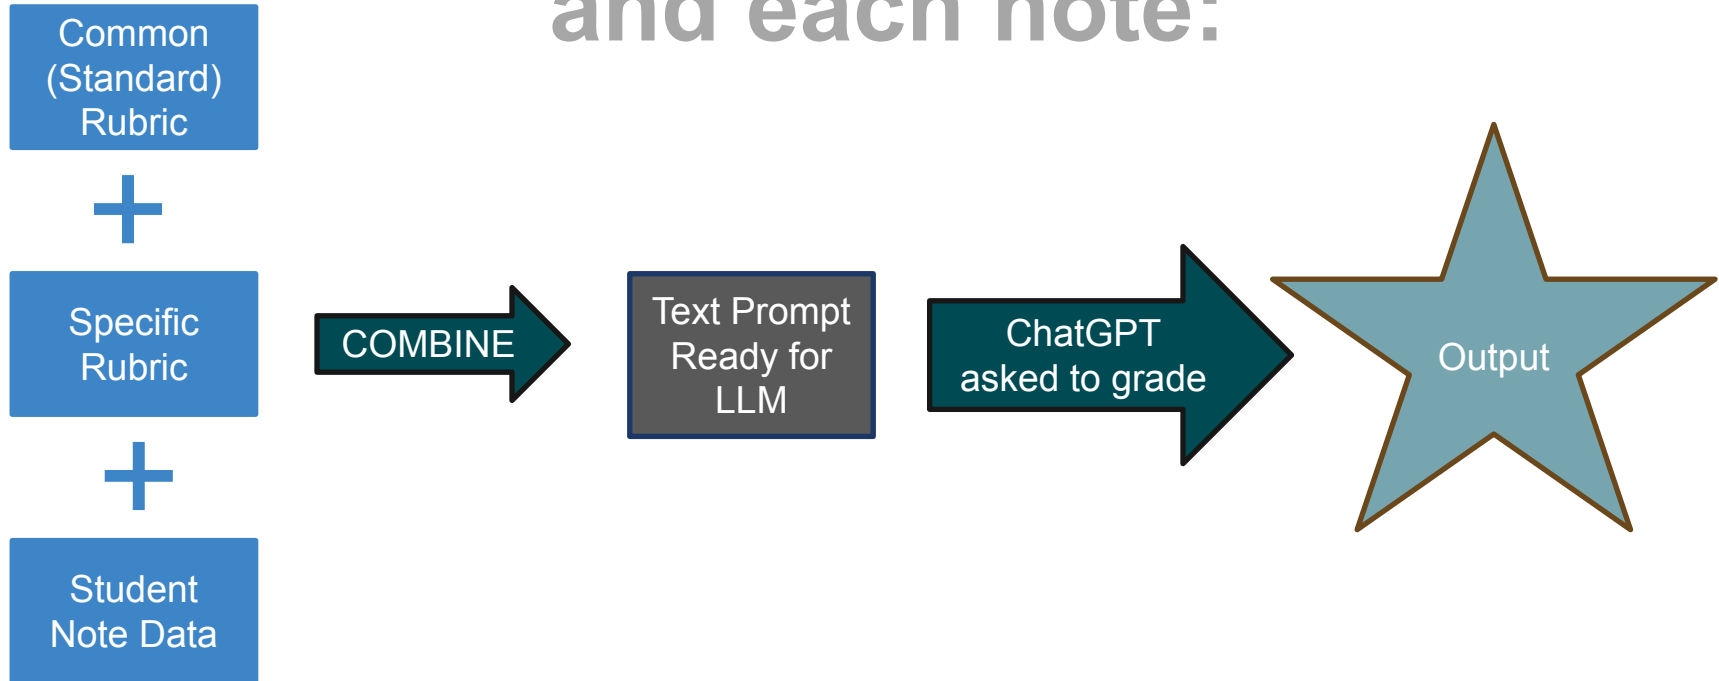 and each note:
Common
(Standard)
Rubric
+
Specific
Rubric
+
Student
Note Data
COMBINE
Text Prompt
Ready for
LLM
ChatGPT
asked to grade
Output